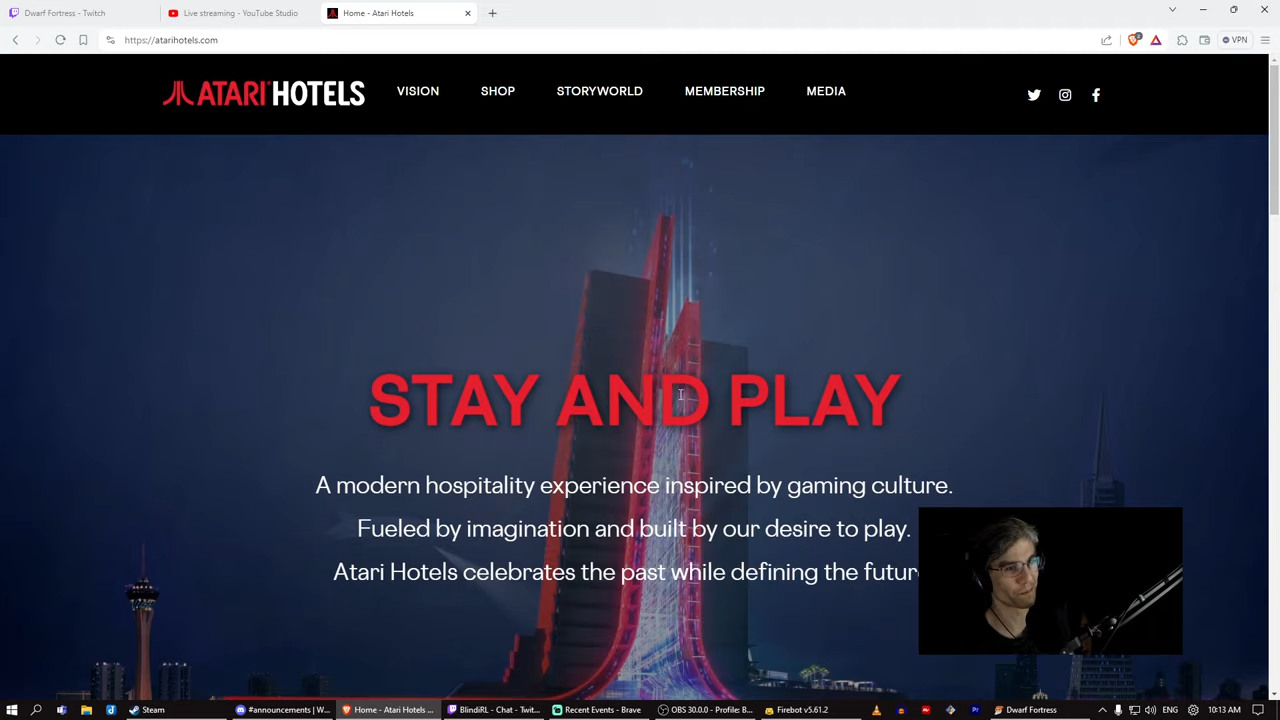 Dwarf Fortress - Twitch
Live streaming - YouTube Studio
Home - Atari Hotels
https://atarihotels.com
VPN
ATARI HOTELS
VISION
SHOP
STORYWORLD
MEMBERSHIP
MEDIA
STAY AND PLAY
A modern hospitality experience inspired by gaming culture.
Fueled by imagination and built by our desire to play.
Atari Hotels celebrates the past while defining the future
Steam
#announcements | W...
Home - Atari Hotels ...
BlindiRL - Chat - Twit...
Recent Events - Brave
OBS 30.0.0 - Profile: B...
Firebot v5.61.2
Dwarf Fortress
ENG
10:13 AM